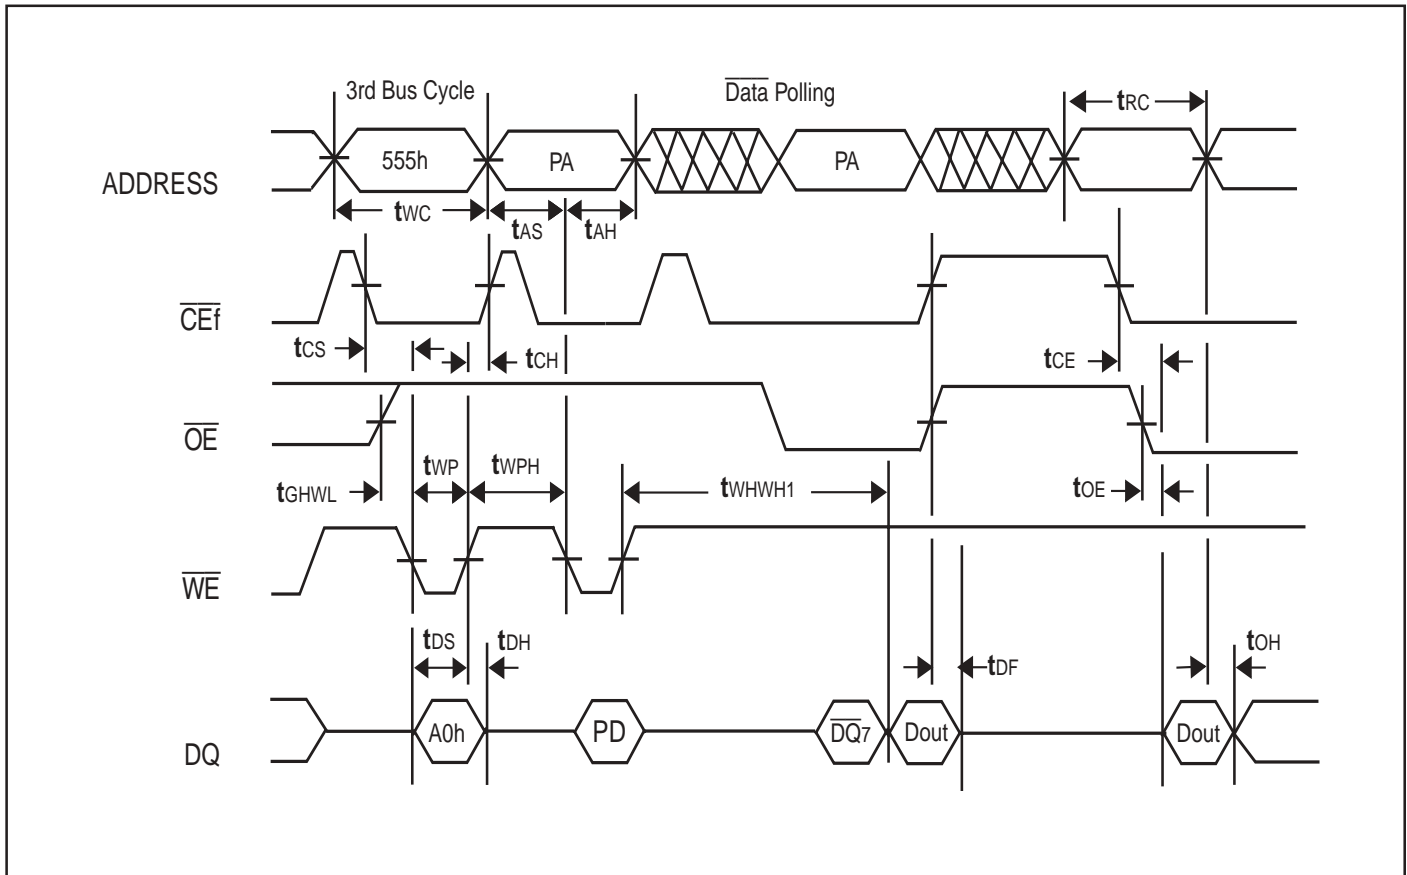 3rd Bus Cycle
Data Polling
tRC
ADDRESS
555h
PA
PA
tWC
tAS
tAH
CEf
tCS
tCH
tCE
OE
tWP
tWPH
tGHWL
tWHWH1
tOE
WE
tDS
tDH
tDF
tOH
DQ
A0h
PD
DQ7
Dout
Dout